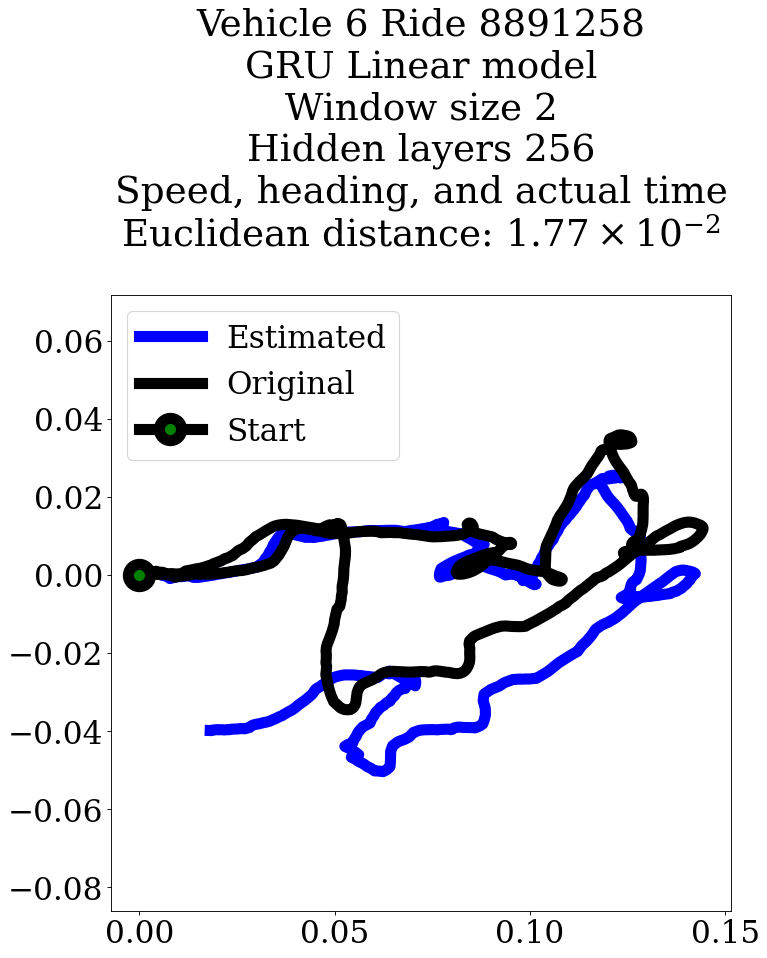 Vehicle 6 Ride 8891258
GRU Linear model
Window size 2
Hidden layers 256
Speed, heading, and actual time
Euclidean distance: 1.77 × 10⁻²
Estimated
Original
Start
0.06
0.04
0.02
0.00
−0.02
−0.04
−0.06
−0.08
0.00 0.05 0.10 0.15